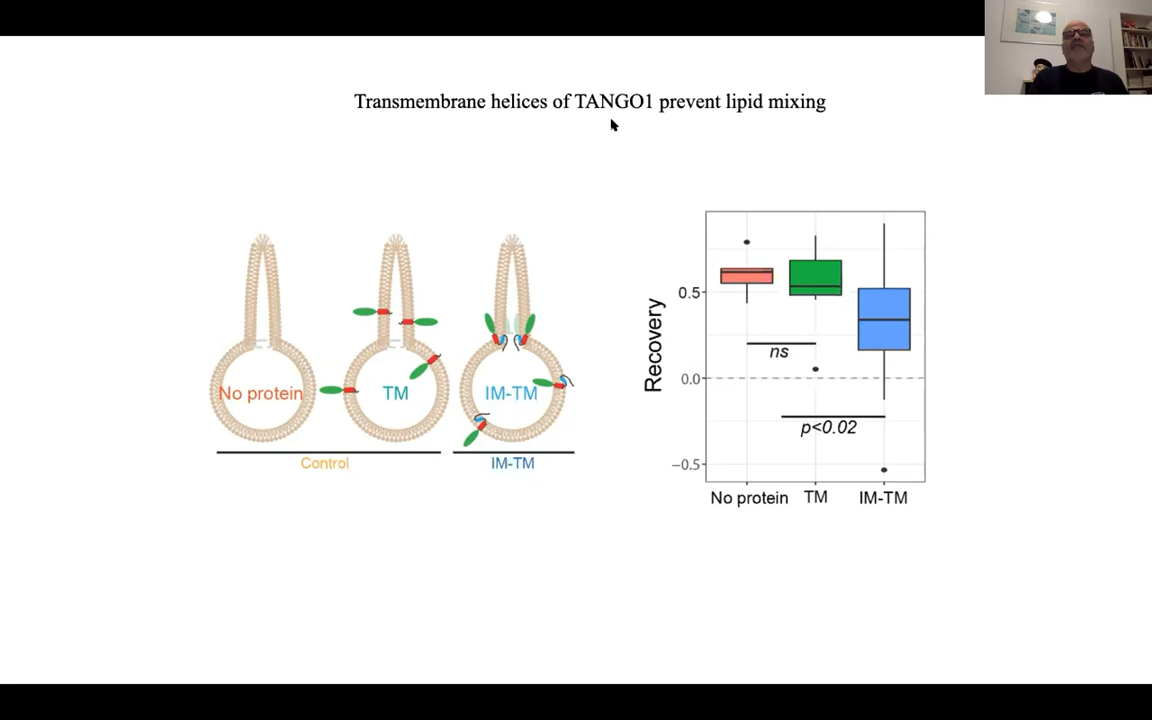 Transmembrane helices of TANGO1 prevent lipid mixing
No protein
TM
IM-TM
Control
IM-TM
Recovery
0.5
0.0
−0.5
ns
p<0.02
No protein
TM
IM-TM